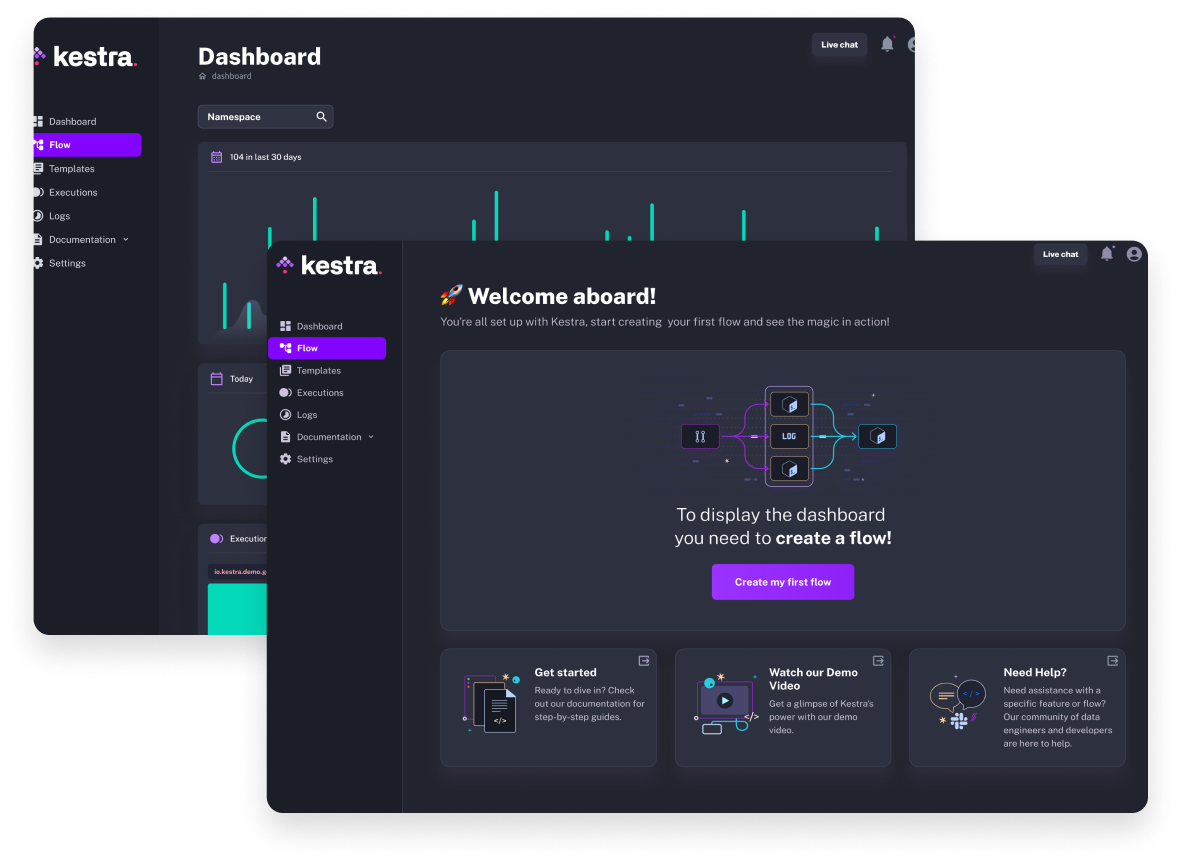 kestra.
Dashboard
Flow
Templates
Executions
Logs
Documentation
Settings
Dashboard
dashboard
Live chat
Namespace
104 in last 30 days
Today
io.kestra.demo.g
kestra.
Dashboard
Flow
Templates
Executions
Logs
Documentation
Settings
Live chat
🚀 Welcome aboard!
You're all set up with Kestra, start creating your first flow and see the magic in action!
LOG
To display the dashboard
you need to create a flow!
Create my first flow
Get started
Ready to dive in? Check
out our documentation for
step-by-step guides.
</>
Watch our Demo
Video
Get a glimpse of Kestra's
power with our demo
video.
</>
Need Help?
Need assistance with a
specific feature or flow?
Our community of data
engineers and developers
are here to help.
</>